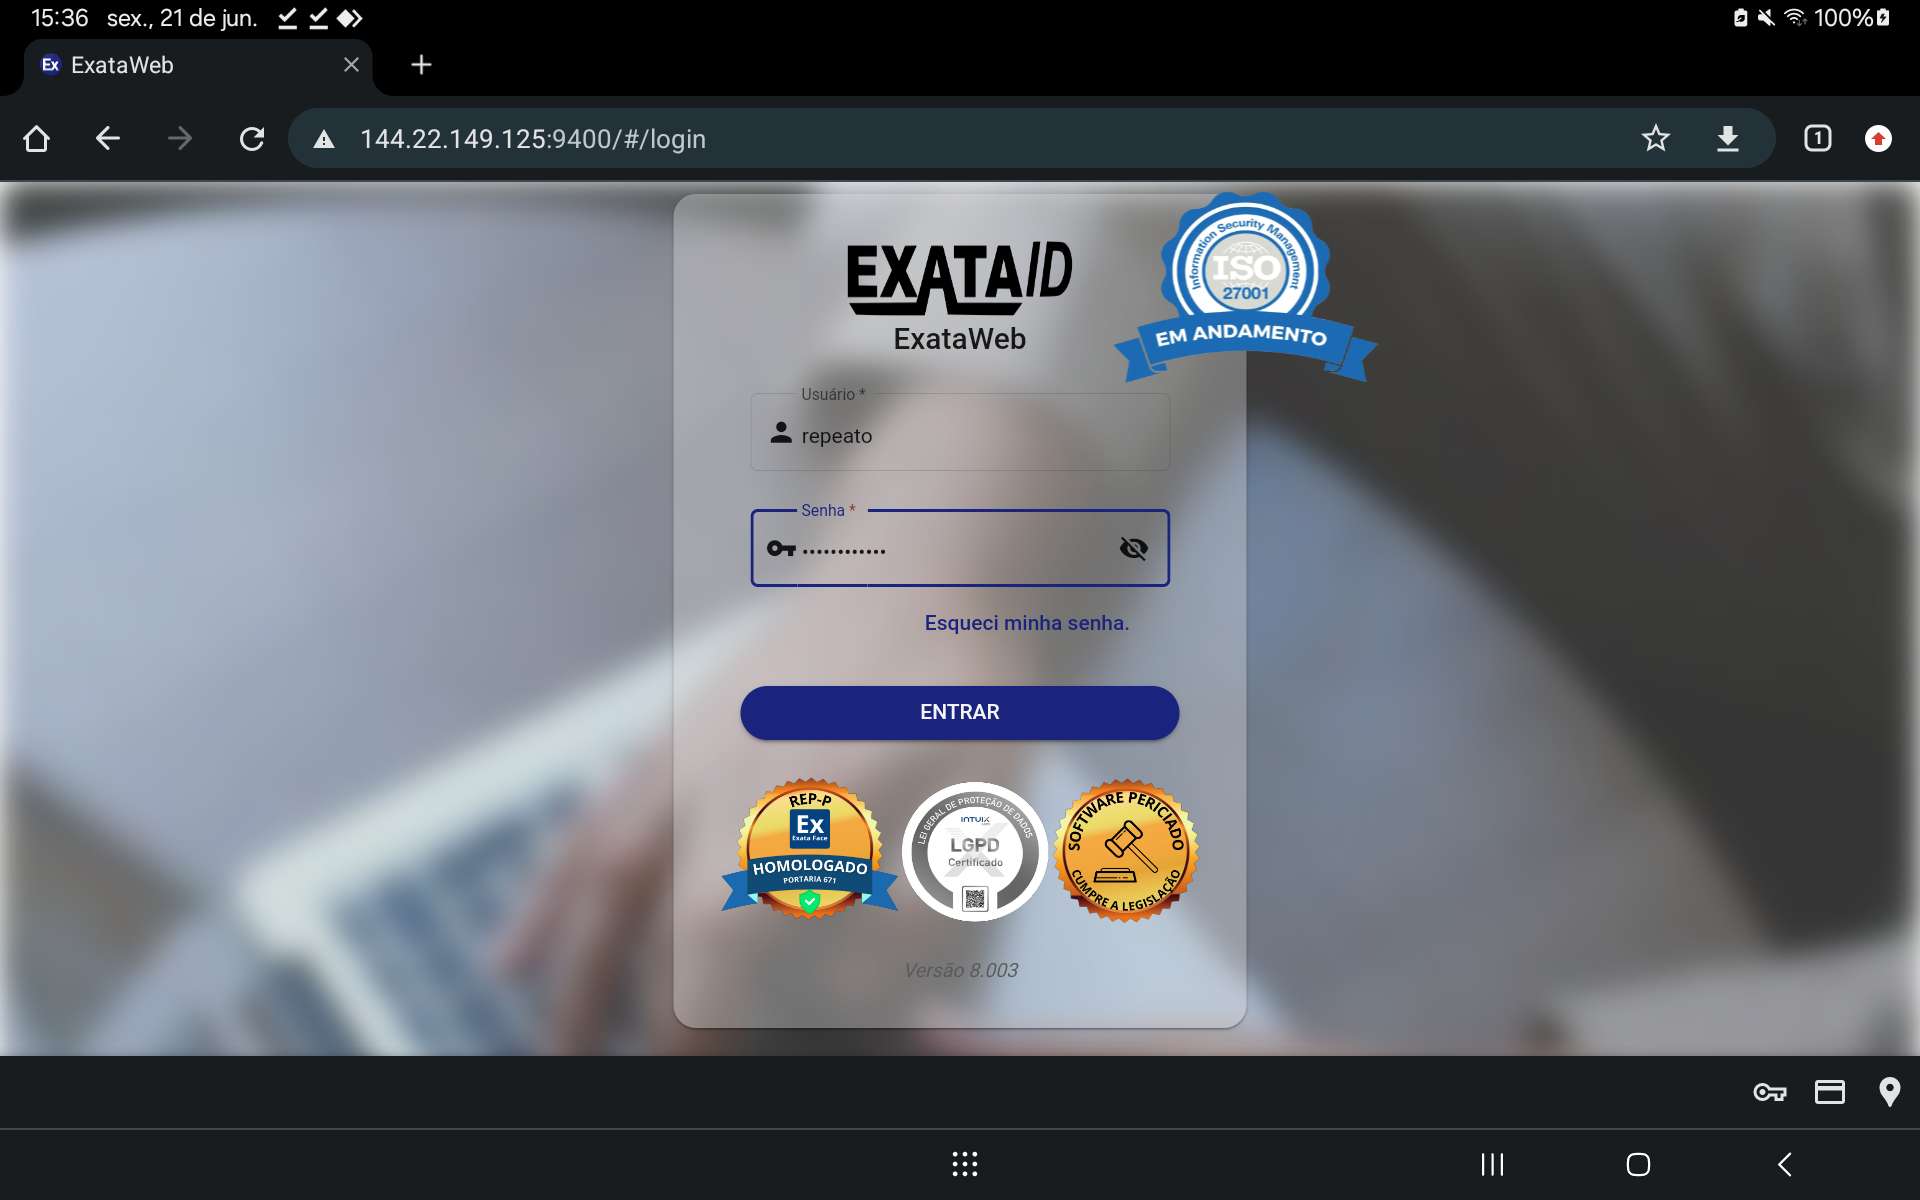 15:36 sex., 21 de jun. 100%
Ex ExataWeb
144.22.149.125:9400/#/login
1
EXATAID
ExataWeb
Information Security Management
ISO
27001
EM ANDAMENTO
Usuário *
repeato
Senha *
••••••••••••
Esqueci minha senha.
ENTRAR
REP-P
Ex
Exata Face
HOMOLOGADO
PORTARIA 671
LEI GERAL DE PROTEÇÃO DE DADOS
INTUIX
LGPD
Certificado
SOFTWARE PERICIADO
CUMPRE A LEGISLAÇÃO
Versão 8.003